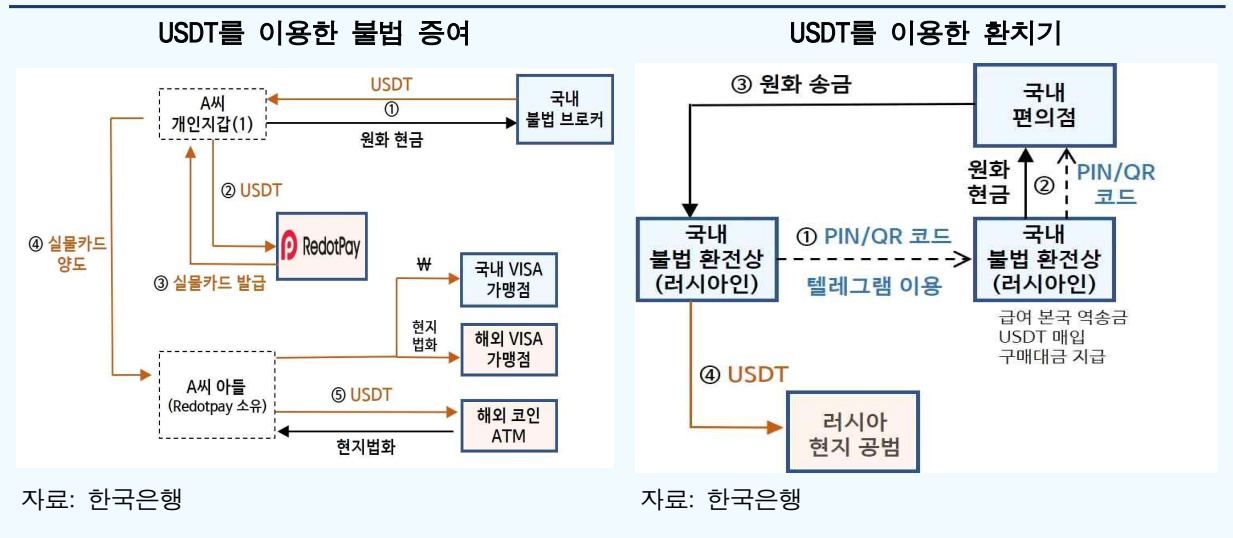 USDT를 이용한 불법 증여
USDT
A씨
개인지갑(1)
①
원화 현금
국내
불법 브로커
② USDT
RedotPay
③ 실물카드 발급
④ 실물카드
양도
₩
국내 VISA
가맹점
현지
법화
해외 VISA
가맹점
A씨 아들
(Redotpay 소유)
⑤ USDT
현지법화
해외 코인
ATM
자료: 한국은행
USDT를 이용한 환치기
③ 원화 송금
국내
편의점
원화
현금
②
PIN/QR
코드
국내
불법 환전상
(러시아인)
① PIN/QR 코드
텔레그램 이용
국내
불법 환전상
(러시아인)
급여 본국 역송금
USDT 매입
구매대금 지급
④ USDT
러시아
현지 공범
자료: 한국은행